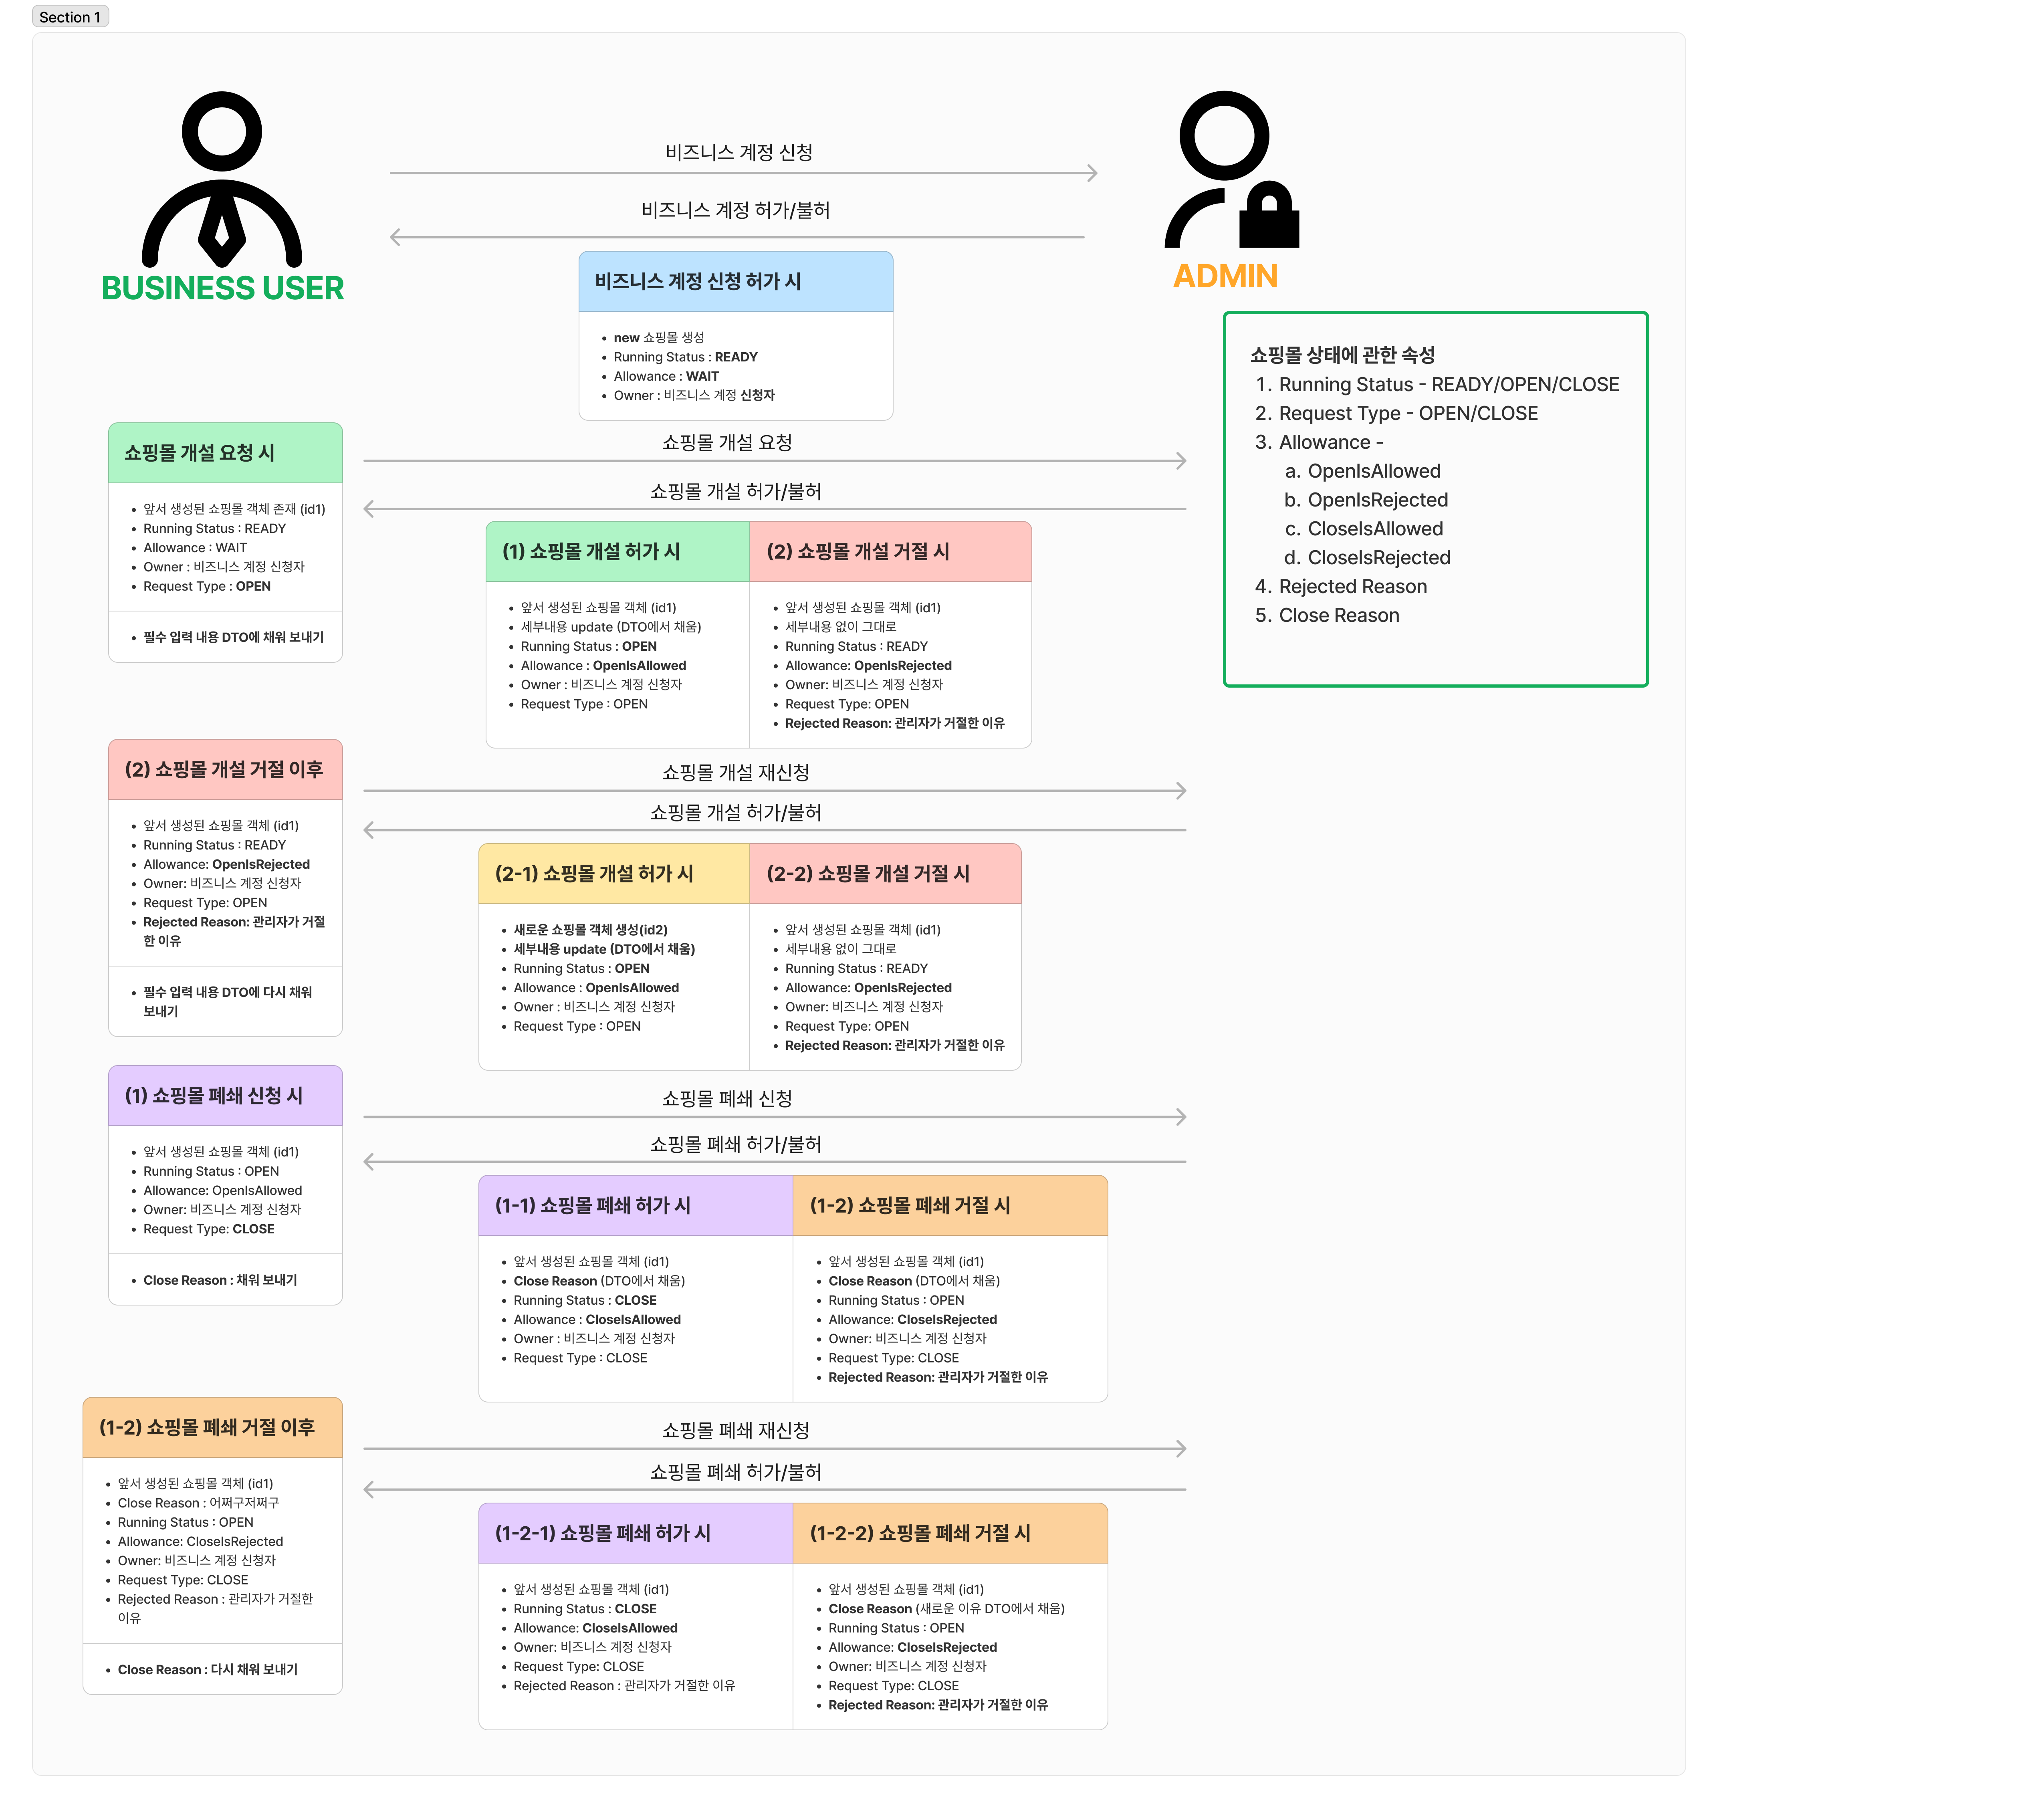 Section 1
비즈니스 계정 신청
비즈니스 계정 허가/불허
BUSINESS USER
ADMIN
비즈니스 계정 신청 허가 시
new 쇼핑몰 생성
Running Status : READY
Allowance : WAIT
Owner : 비즈니스 계정 신청자
쇼핑몰 상태에 관한 속성
1. Running Status - READY/OPEN/CLOSE
2. Request Type - OPEN/CLOSE
3. Allowance -
a. OpenIsAllowed
b. OpenIsRejected
c. CloseIsAllowed
d. CloseIsRejected
4. Rejected Reason
5. Close Reason
쇼핑몰 개설 요청 시
앞서 생성된 쇼핑몰 객체 존재 (id1)
Running Status : READY
Allowance : WAIT
Owner : 비즈니스 계정 신청자
Request Type : OPEN
필수 입력 내용 DTO에 채워 보내기
쇼핑몰 개설 요청
쇼핑몰 개설 허가/불허
(1) 쇼핑몰 개설 허가 시
앞서 생성된 쇼핑몰 객체 (id1)
세부내용 update (DTO에서 채움)
Running Status : OPEN
Allowance : OpenIsAllowed
Owner : 비즈니스 계정 신청자
Request Type : OPEN
(2) 쇼핑몰 개설 거절 시
앞서 생성된 쇼핑몰 객체 (id1)
세부내용 없이 그대로
Running Status : READY
Allowance: OpenIsRejected
Owner: 비즈니스 계정 신청자
Request Type: OPEN
Rejected Reason: 관리자가 거절한 이유
(2) 쇼핑몰 개설 거절 이후
앞서 생성된 쇼핑몰 객체 (id1)
Running Status : READY
Allowance: OpenIsRejected
Owner: 비즈니스 계정 신청자
Request Type: OPEN
Rejected Reason: 관리자가 거절
한 이유
필수 입력 내용 DTO에 다시 채워
보내기
쇼핑몰 개설 재신청
쇼핑몰 개설 허가/불허
(2-1) 쇼핑몰 개설 허가 시
새로운 쇼핑몰 객체 생성(id2)
세부내용 update (DTO에서 채움)
Running Status : OPEN
Allowance : OpenIsAllowed
Owner : 비즈니스 계정 신청자
Request Type : OPEN
(2-2) 쇼핑몰 개설 거절 시
앞서 생성된 쇼핑몰 객체 (id1)
세부내용 없이 그대로
Running Status : READY
Allowance: OpenIsRejected
Owner: 비즈니스 계정 신청자
Request Type: OPEN
Rejected Reason: 관리자가 거절한 이유
(1) 쇼핑몰 폐쇄 신청 시
앞서 생성된 쇼핑몰 객체 (id1)
Running Status : OPEN
Allowance: OpenIsAllowed
Owner: 비즈니스 계정 신청자
Request Type: CLOSE
Close Reason : 채워 보내기
쇼핑몰 폐쇄 신청
쇼핑몰 폐쇄 허가/불허
(1-1) 쇼핑몰 폐쇄 허가 시
앞서 생성된 쇼핑몰 객체 (id1)
Close Reason (DTO에서 채움)
Running Status : CLOSE
Allowance : CloseIsAllowed
Owner : 비즈니스 계정 신청자
Request Type : CLOSE
(1-2) 쇼핑몰 폐쇄 거절 시
앞서 생성된 쇼핑몰 객체 (id1)
Close Reason (DTO에서 채움)
Running Status : OPEN
Allowance: CloseIsRejected
Owner: 비즈니스 계정 신청자
Request Type: CLOSE
Rejected Reason: 관리자가 거절한 이유
(1-2) 쇼핑몰 폐쇄 거절 이후
앞서 생성된 쇼핑몰 객체 (id1)
Close Reason : 어쩌구저쩌구
Running Status : OPEN
Allowance: CloseIsRejected
Owner: 비즈니스 계정 신청자
Request Type: CLOSE
Rejected Reason : 관리자가 거절한
이유
Close Reason : 다시 채워 보내기
쇼핑몰 폐쇄 재신청
쇼핑몰 폐쇄 허가/불허
(1-2-1) 쇼핑몰 폐쇄 허가 시
앞서 생성된 쇼핑몰 객체 (id1)
Running Status : CLOSE
Allowance: CloseIsAllowed
Owner: 비즈니스 계정 신청자
Request Type: CLOSE
Rejected Reason : 관리자가 거절한 이유
(1-2-2) 쇼핑몰 폐쇄 거절 시
앞서 생성된 쇼핑몰 객체 (id1)
Close Reason (새로운 이유 DTO에서 채움)
Running Status : OPEN
Allowance: CloseIsRejected
Owner: 비즈니스 계정 신청자
Request Type: CLOSE
Rejected Reason: 관리자가 거절한 이유